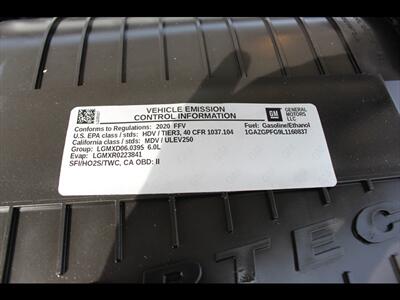 VEHICLE EMISSION
CONTROL INFORMATION
GM
GENERAL
MOTORS
LLC
Conforms to Regulations: 2020 FFV
Fuel: Gasoline/Ethanol
U.S. EPA class / stds: HDV / TIER3, 40 CFR 1037.104
1GAZGPFG9L1160837
California class / stds: MDV / ULEV250
Group: LGMXD06.0395 6.0L
Evap: LGMXR0223841
SFI/HO2S/TWC, CA OBD: II